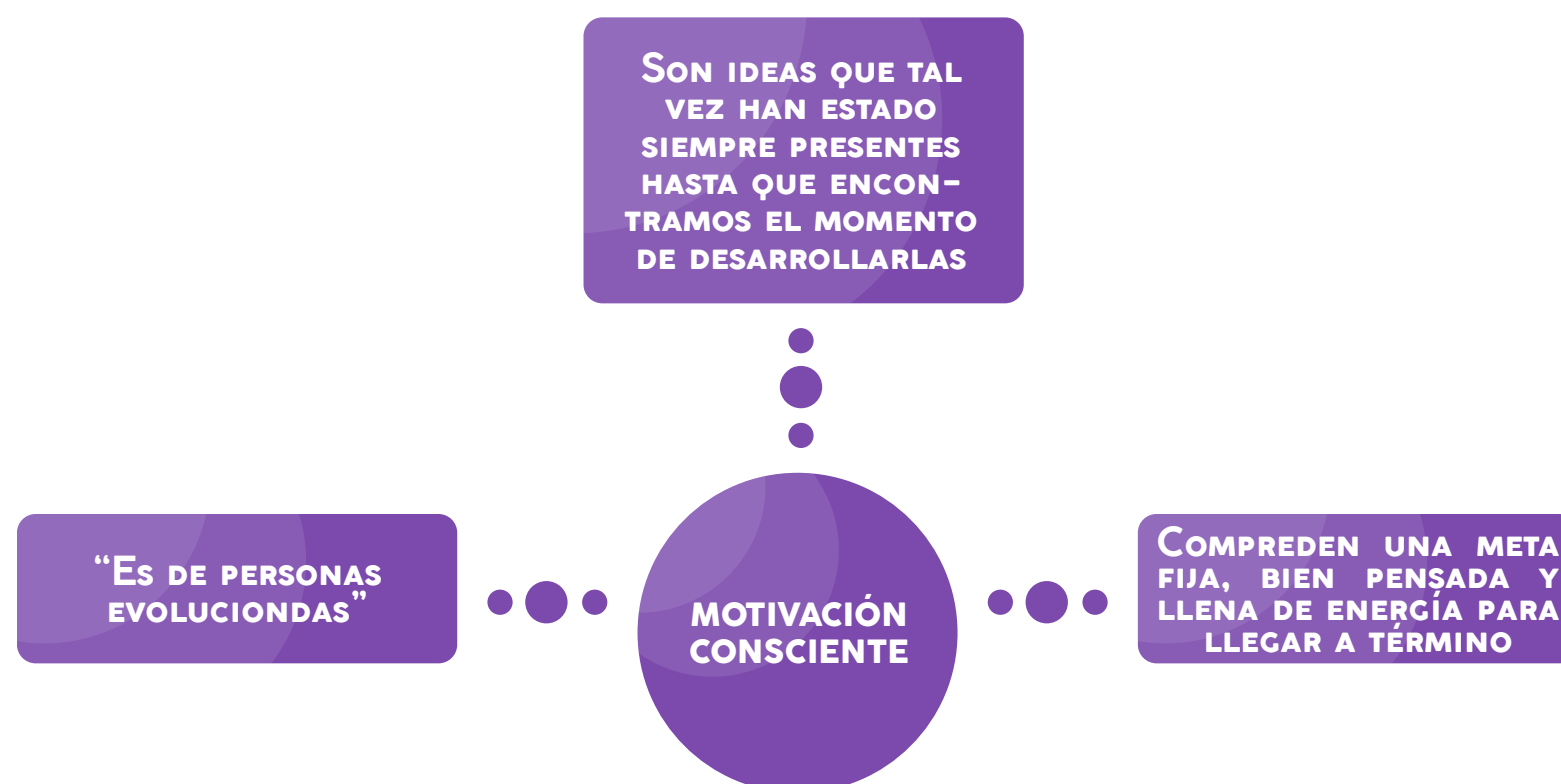 Son ideas que tal
vez han estado
siempre presentes
hasta que encon-
tramos el momento
de desarrollarlas
“Es de personas
evoluciondas”
motivación
consciente
Compreden una meta
fija, bien pensada y
llena de energía para
llegar a término